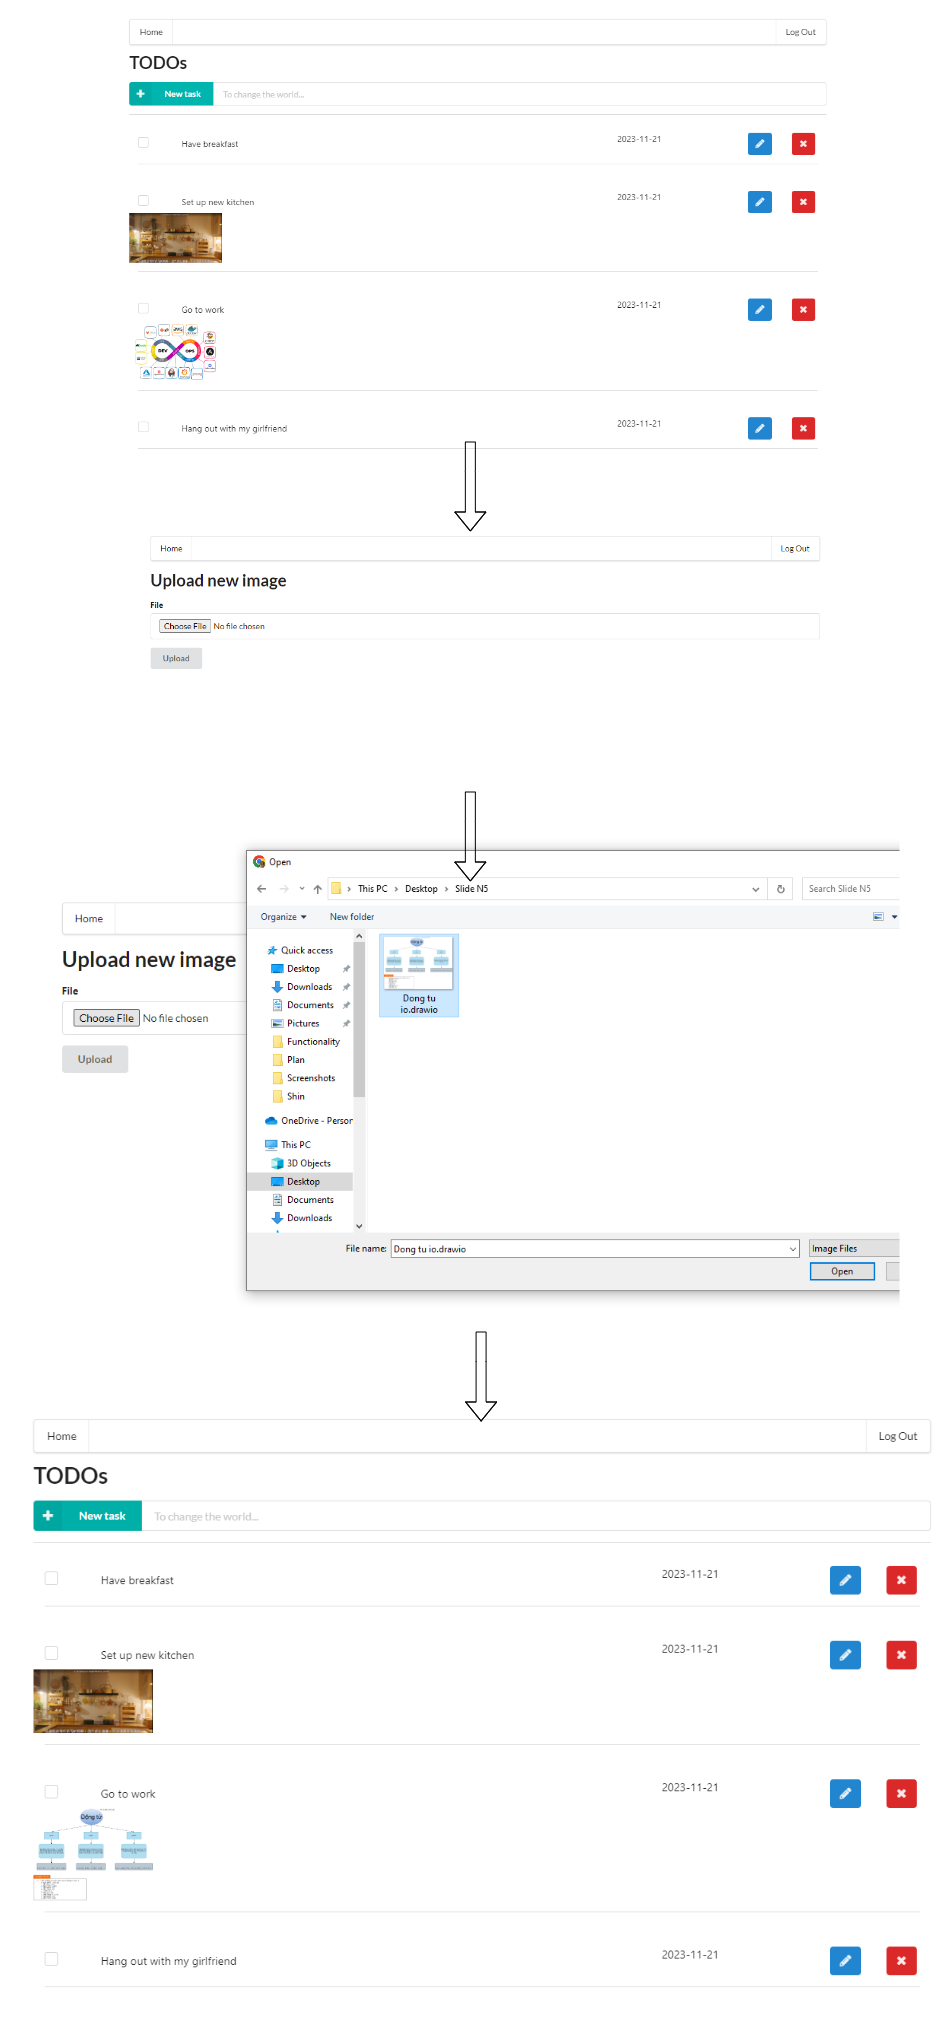 Home Log Out
TODOs
New task To change the world...
Have breakfast 2023-11-21
Set up new kitchen 2023-11-21
Go to work 2023-11-21
DEV OPS
Hang out with my girlfriend 2023-11-21
Home Log Out
Upload new image
File
Choose File No file chosen
Upload
Open
This PC > Desktop > Slide N5 Search Slide N5
Organize New folder
Home
Upload new image
File
Choose File No file chosen
Upload
Quick access
Desktop
Downloads
Documents
Pictures
Functionality
Plan
Screenshots
Shin
OneDrive - Person
This PC
3D Objects
Desktop
Documents
Downloads
Dong tu
io.drawio
File name: Dong tu io.drawio Image Files
Open
Home Log Out
TODOs
New task To change the world...
Have breakfast 2023-11-21
Set up new kitchen 2023-11-21
Go to work 2023-11-21
Động từ
Hang out with my girlfriend 2023-11-21